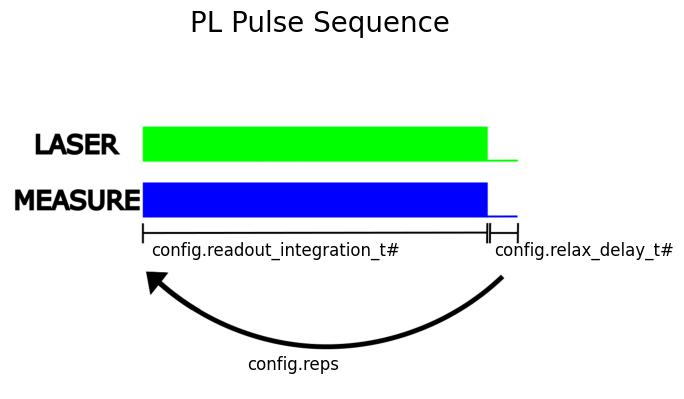 PL Pulse Sequence
LASER
MEASURE
config.readout_integration_t#
config.relax_delay_t#
config.reps